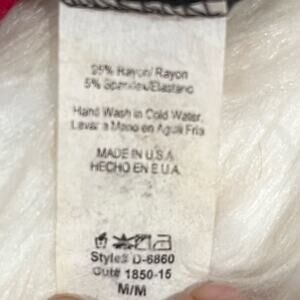 95% Rayon/ Rayon
5% Spandex/Elastano
Hand Wash in Cold Water.
Lavar a Mano en Agua Fria
MADE IN U.S.A.
HECHO EN E.U.A.
Style# D-6860
Cut# 1850-15
M/M